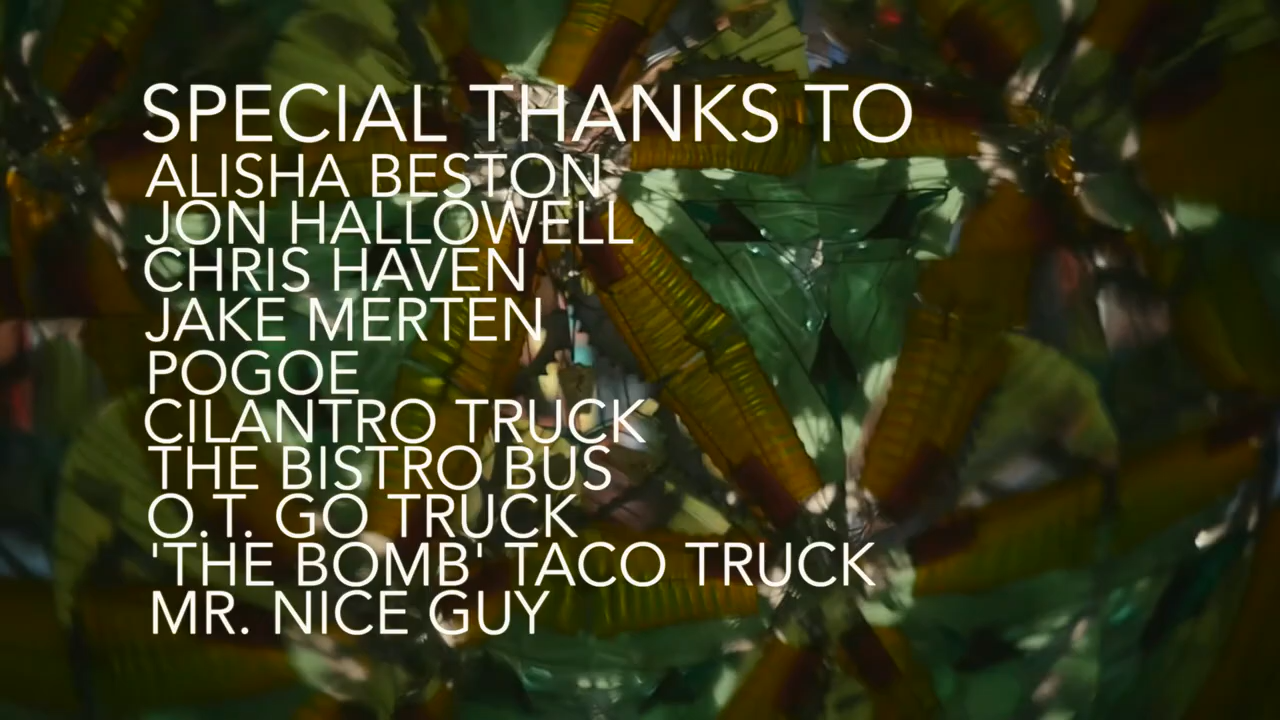 SPECIAL THANKS TO
ALISHA BESTON
JON HALLOWELL
CHRIS HAVEN
JAKE MERTEN
POGOE
CILANTRO TRUCK
THE BISTRO BUS
O.T. GO TRUCK
'THE BOMB' TACO TRUCK
MR. NICE GUY